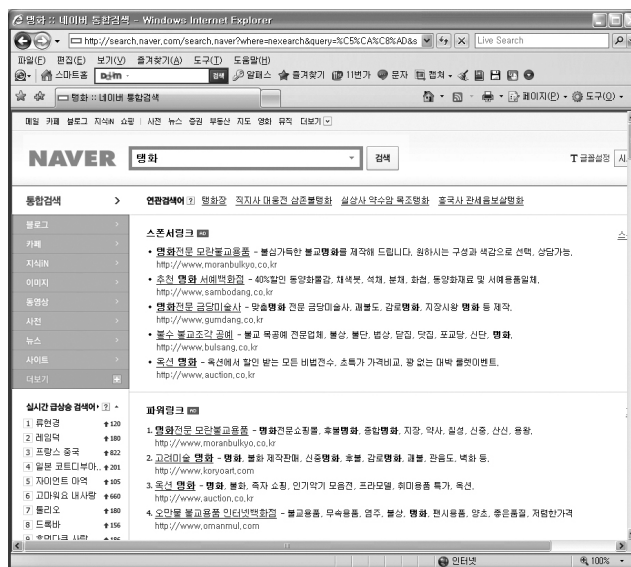 탱화 :: 네이버 통합검색 - Windows Internet Explorer
http://search.naver.com/search.naver?where=nexearch&query=%C5%CA%C8%AD&s
Live Search
파일(F) 편집(E) 보기(V) 즐겨찾기(A) 도구(T) 도움말(H)
스마트홈 검색 알패스 즐겨찾기 11번가 문자 캡쳐
탱화 :: 네이버 통합검색 페이지(P) 도구(O)
메일 카페 블로그 지식iN 쇼핑 | 사전 뉴스 증권 부동산 지도 영화 뮤직 더보기
NAVER 탱화 검색 T 글꼴설정
통합검색 > 연관검색어 ? 탱화장 직지사 대웅전 삼존불탱화 실상사 약수암 목조탱화 흥국사 관세음보살탱화
블로그
카페
지식iN
이미지
동영상
사전
뉴스
사이트
더보기
스폰서링크 AD
• 탱화전문 모란불교용품 - 불심가득한 불교탱화를 제작해 드립니다, 원하시는 구성과 색감으로 선택, 상담가능,
http://www.moranbulkyo.co.kr
• 추천 탱화 서예백화점 - 40%할인 동양화물감, 채색붓, 석채, 분채, 화첩, 동양화재료 및 서예용품일체,
http://www.sambodang.co.kr
• 탱화전문 금당미술사 - 맞춤탱화 전문 금당미술사, 괘불도, 감로탱화, 지장시왕 탱화 등 제작,
http://www.gumdang.co.kr
• 불수 불교조각 공예 - 불교 목공예 전문업체, 불상, 불단, 법상, 닫집, 닷집, 포교당, 신단, 탱화,
http://www.bulsang.co.kr
• 옥션 탱화 - 옥션에서 할인 받는 모든 비법전수, 초특가 가격비교, 꽝 없는 대박 룰렛이벤트,
http://www.auction.co.kr
실시간 급상승 검색어 ?
1 류현경 120
2 레임덕 180
3 프랑스 중국 822
4 일본 코트디부아.. 201
5 자이언트 미역 105
6 고마워요 내사랑 660
7 툴리오 180
8 드록바 156
파워링크 AD
1. 탱화전문 모란불교용품 - 탱화전문쇼핑몰, 후불탱화, 종합탱화, 지장, 약사, 칠성, 신중, 산신, 용왕,
http://www.moranbulkyo.co.kr
2. 고려미술 탱화 - 탱화, 불화 제작판매, 신중탱화, 후불, 감로탱화, 괘불, 관음도, 벽화 등,
http://www.koryoart.com
3. 옥션 탱화 - 탱화, 불화, 족자 쇼핑, 인기악기 모음전, 프라모델, 취미용품 특가, 옥션,
http://www.auction.co.kr
4. 오만물 불교용품 인터넷백화점 - 불교용품, 무속용품, 염주, 불상, 탱화, 팬시용품, 양초, 좋은품질, 저렴한가격
http://www.omanmul.com
인터넷 100%